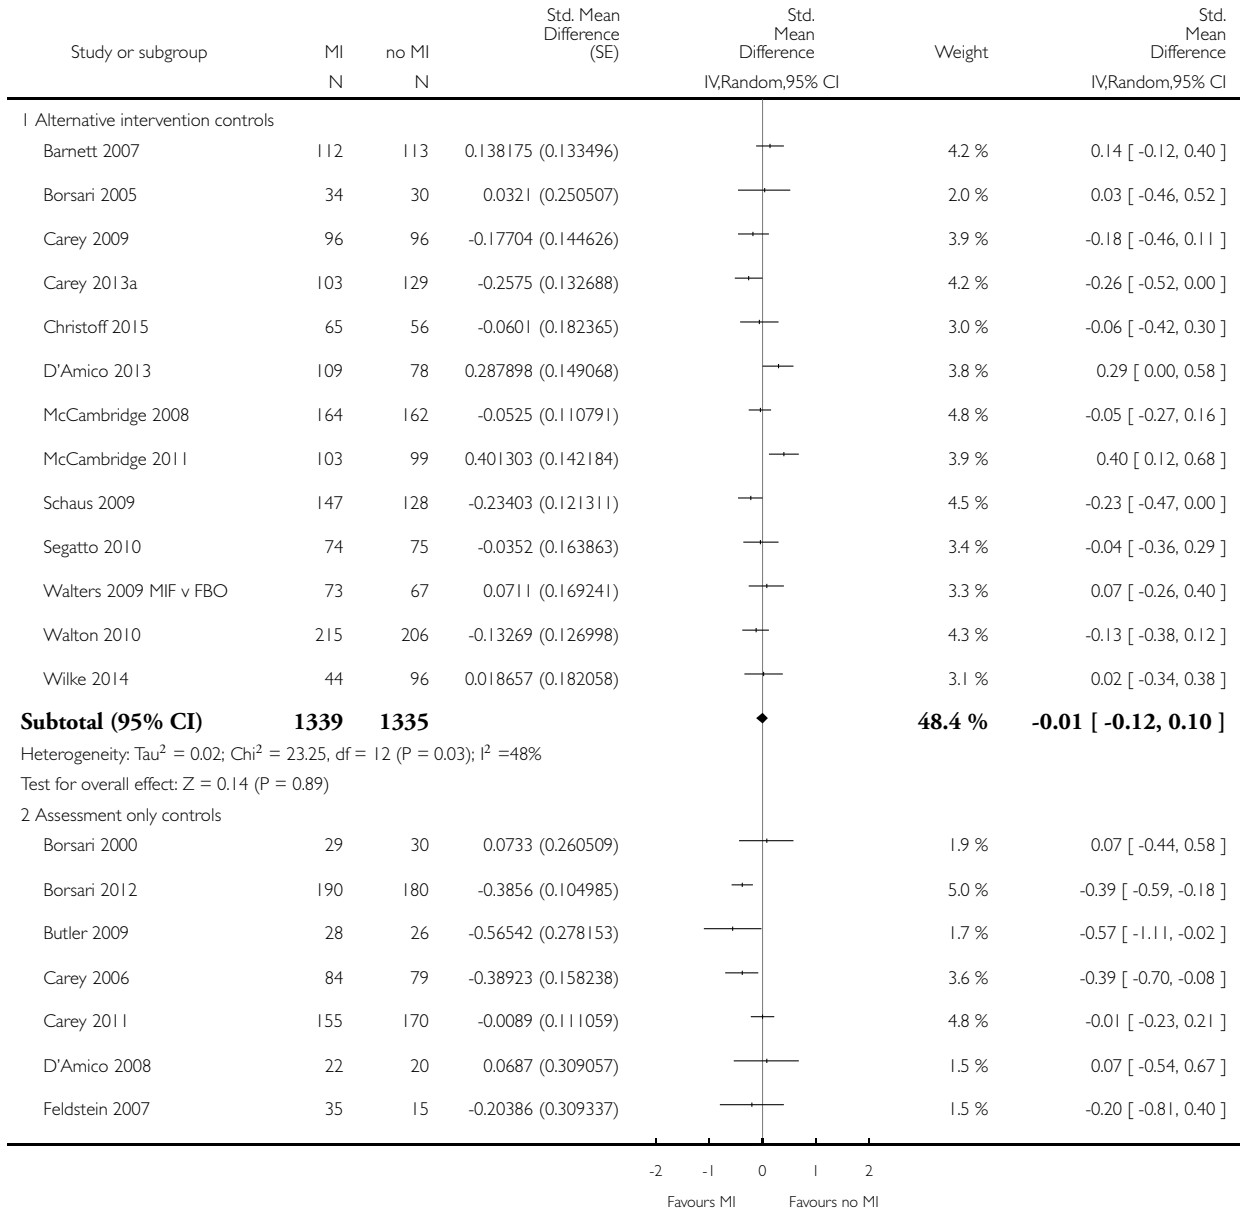 Study or subgroup MI no MI Std. Mean Difference (SE) Std. Mean Difference Weight Std. Mean Difference
N N IV,Random,95% CI IV,Random,95% CI
1 Alternative intervention controls
Barnett 2007 112 113 0.138175 (0.133496) 4.2 % 0.14 [ -0.12, 0.40 ]
Borsari 2005 34 30 0.0321 (0.250507) 2.0 % 0.03 [ -0.46, 0.52 ]
Carey 2009 96 96 -0.17704 (0.144626) 3.9 % -0.18 [ -0.46, 0.11 ]
Carey 2013a 103 129 -0.2575 (0.132688) 4.2 % -0.26 [ -0.52, 0.00 ]
Christoff 2015 65 56 -0.0601 (0.182365) 3.0 % -0.06 [ -0.42, 0.30 ]
D'Amico 2013 109 78 0.287898 (0.149068) 3.8 % 0.29 [ 0.00, 0.58 ]
McCambridge 2008 164 162 -0.0525 (0.110791) 4.8 % -0.05 [ -0.27, 0.16 ]
McCambridge 2011 103 99 0.401303 (0.142184) 3.9 % 0.40 [ 0.12, 0.68 ]
Schaus 2009 147 128 -0.23403 (0.121311) 4.5 % -0.23 [ -0.47, 0.00 ]
Segatto 2010 74 75 -0.0352 (0.163863) 3.4 % -0.04 [ -0.36, 0.29 ]
Walters 2009 MIF v FBO 73 67 0.0711 (0.169241) 3.3 % 0.07 [ -0.26, 0.40 ]
Walton 2010 215 206 -0.13269 (0.126998) 4.3 % -0.13 [ -0.38, 0.12 ]
Wilke 2014 44 96 0.018657 (0.182058) 3.1 % 0.02 [ -0.34, 0.38 ]
Subtotal (95% CI) 1339 1335 48.4 % -0.01 [ -0.12, 0.10 ]
Heterogeneity: Tau² = 0.02; Chi² = 23.25, df = 12 (P = 0.03); I² =48%
Test for overall effect: Z = 0.14 (P = 0.89)
2 Assessment only controls
Borsari 2000 29 30 0.0733 (0.260509) 1.9 % 0.07 [ -0.44, 0.58 ]
Borsari 2012 190 180 -0.3856 (0.104985) 5.0 % -0.39 [ -0.59, -0.18 ]
Butler 2009 28 26 -0.56542 (0.278153) 1.7 % -0.57 [ -1.11, -0.02 ]
Carey 2006 84 79 -0.38923 (0.158238) 3.6 % -0.39 [ -0.70, -0.08 ]
Carey 2011 155 170 -0.0089 (0.111059) 4.8 % -0.01 [ -0.23, 0.21 ]
D'Amico 2008 22 20 0.0687 (0.309057) 1.5 % 0.07 [ -0.54, 0.67 ]
Feldstein 2007 35 15 -0.20386 (0.309337) 1.5 % -0.20 [ -0.81, 0.40 ]
-2 -1 0 1 2
Favours MI Favours no MI